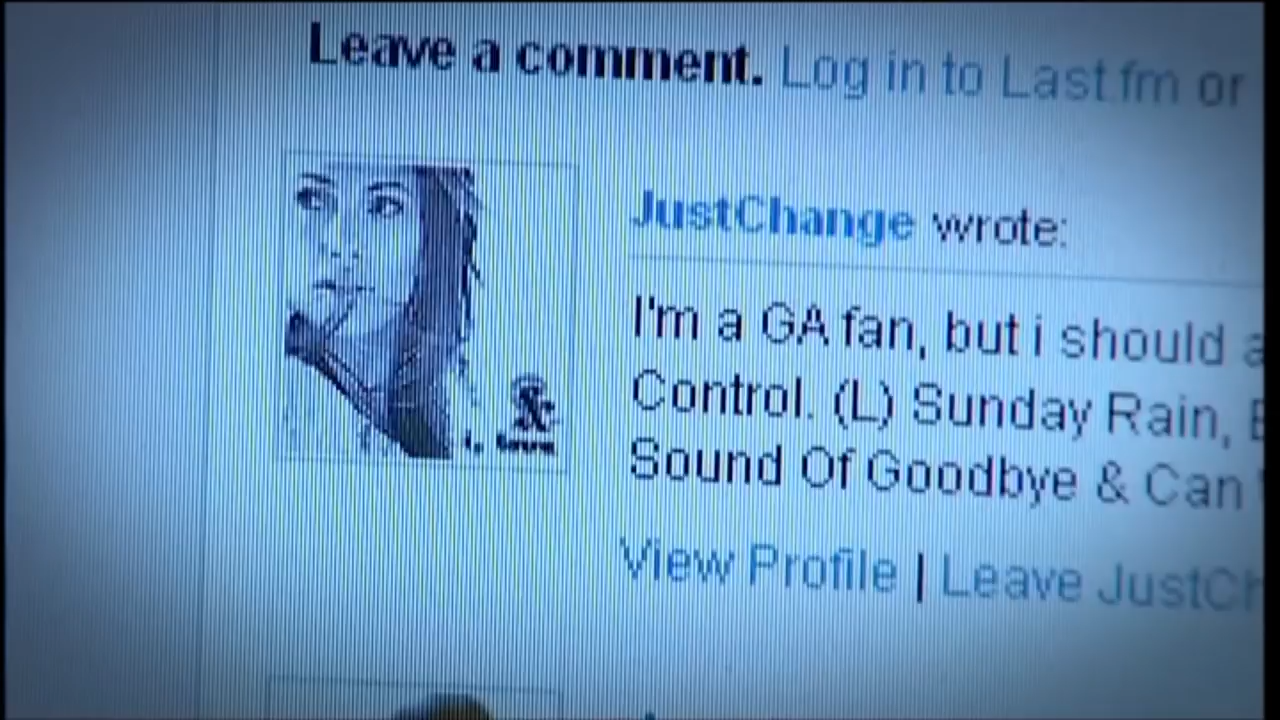 Leave a comment. Log in to Last.fm or
JustChange wrote:
I'm a GA fan, but i should
Control. (L) Sunday Rain,
Sound Of Goodbye & Can
View Profile | Leave JustCh